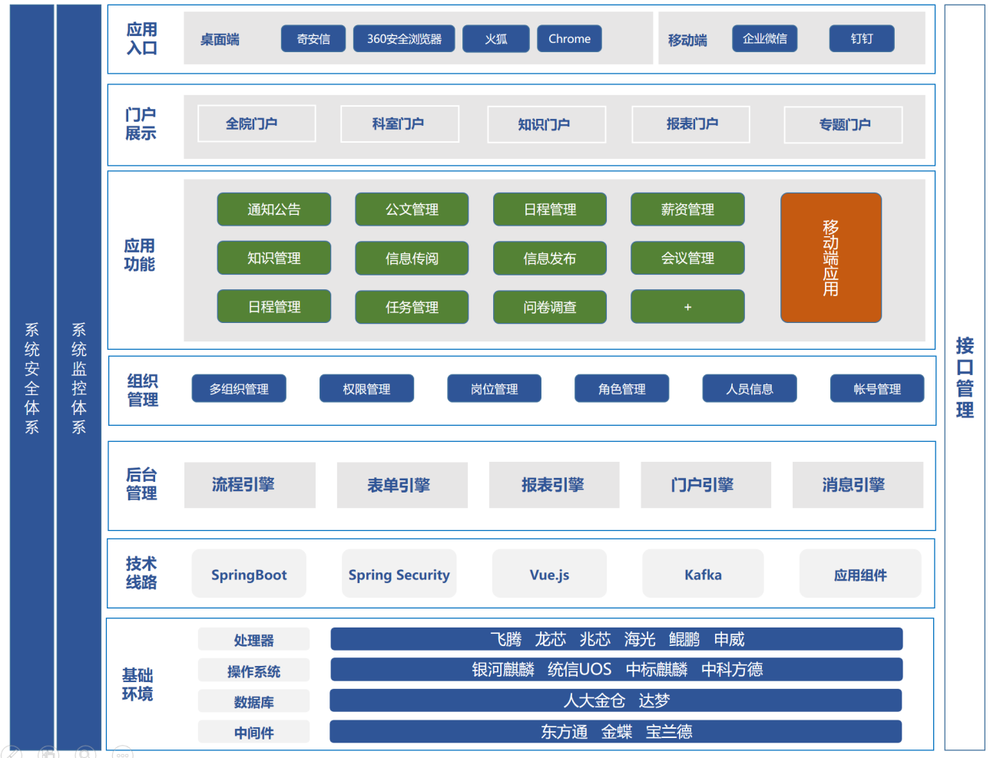 系统安全体系
系统监控体系
应用
入口
桌面端
奇安信
360安全浏览器
火狐
Chrome
移动端
企业微信
钉钉
门户
展示
全院门户
科室门户
知识门户
报表门户
专题门户
应用
功能
通知公告
公文管理
日程管理
薪资管理
知识管理
信息传阅
信息发布
会议管理
日程管理
任务管理
问卷调查
+
移动端应用
组织
管理
多组织管理
权限管理
岗位管理
角色管理
人员信息
帐号管理
后台
管理
流程引擎
表单引擎
报表引擎
门户引擎
消息引擎
技术
线路
SpringBoot
Spring Security
Vue.js
Kafka
应用组件
基础
环境
处理器
飞腾 龙芯 兆芯 海光 鲲鹏 申威
操作系统
银河麒麟 统信UOS 中标麒麟 中科方德
数据库
人大金仓 达梦
中间件
东方通 金蝶 宝兰德
接口管理